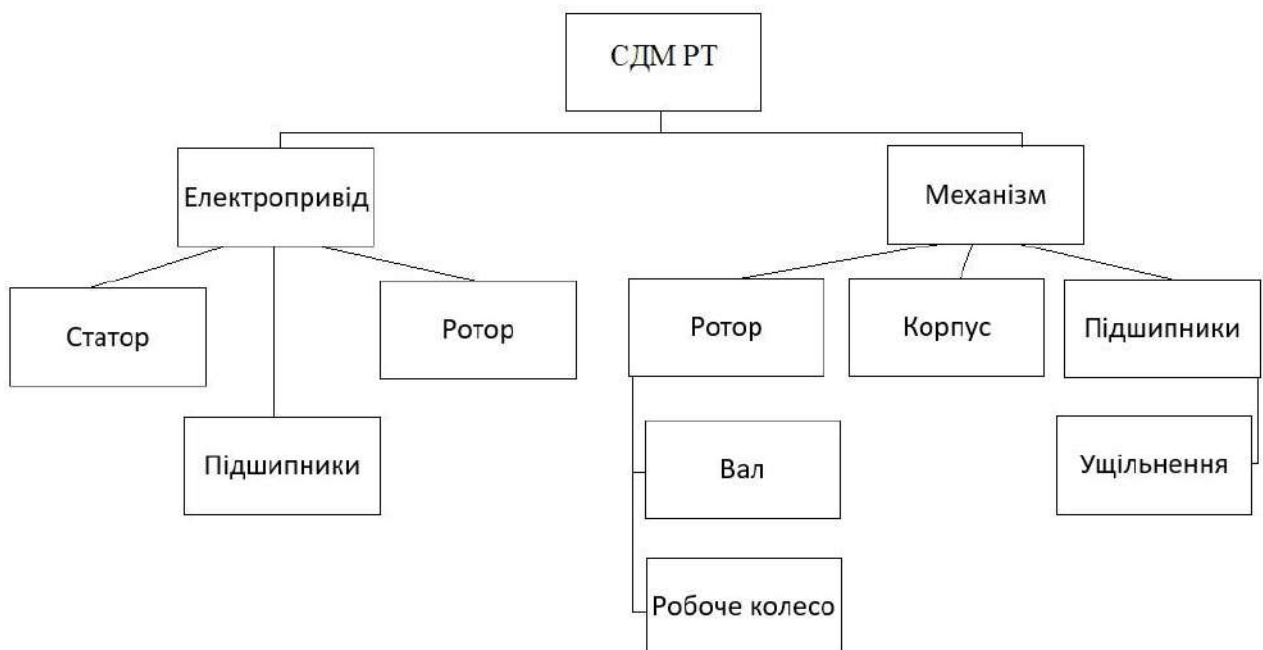 СДМ РТ
Електропривід
Механізм
Статор
Ротор
Ротор
Корпус
Підшипники
Підшипники
Вал
Ущільнення
Робоче колесо